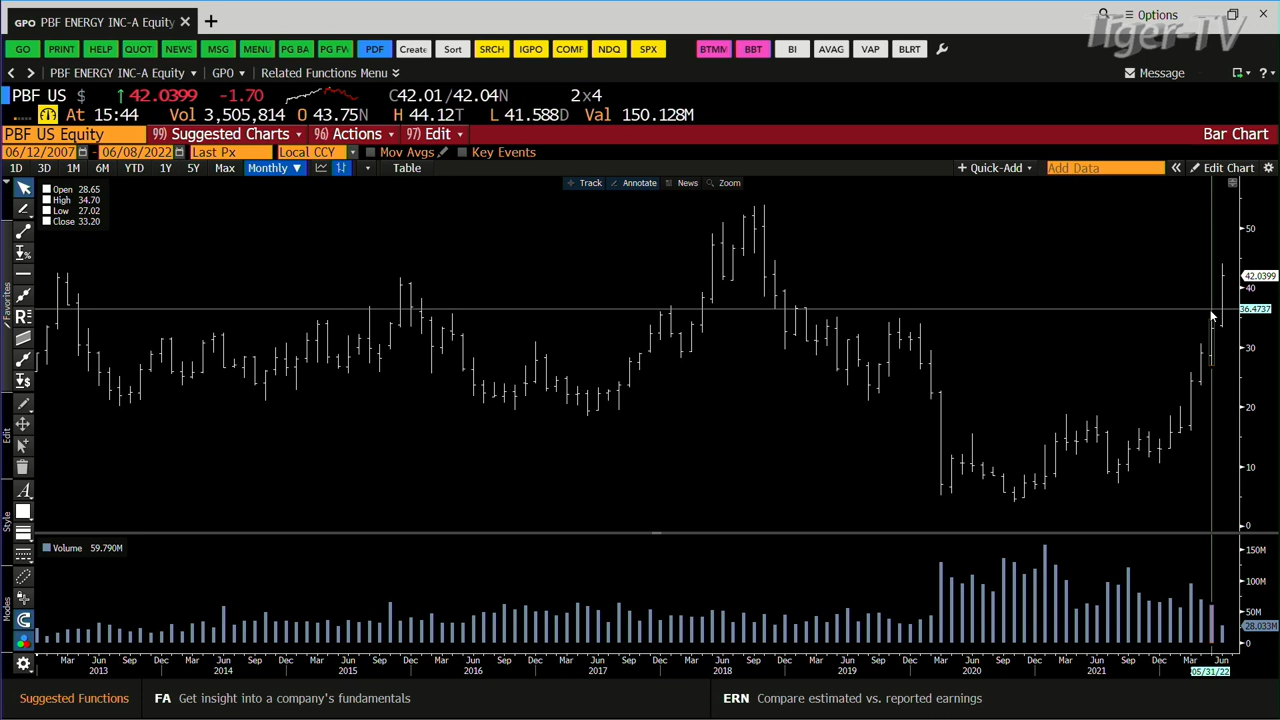 GPO PBF ENERGY INC-A Equity
Options
Tiger-TV
GO PRINT HELP QUOT NEWS MSG MENU PG BA PG FW PDF Create Sort SRCH IGPO COMF NDQ SPX BTMM BBT BI AVAG VAP BLRT
PBF ENERGY INC-A Equity GPO Related Functions Menu Message
PBF US $ 42.0399 -1.70 C42.01/42.04N 2x4
At 15:44 Vol 3,505,814 O 43.75N H 44.12T L 41.588D Val 150.128M
PBF US Equity 99) Suggested Charts 96) Actions 97) Edit Bar Chart
06/12/2007 - 06/08/2022 Last Px Local CCY Mov Avgs Key Events
1D 3D 1M 6M YTD 1Y 5Y Max Monthly Table + Quick-Add Add Data Edit Chart
Track Annotate News Zoom
Open 28.65
High 34.70
Low 27.02
Close 33.20
50
42.0399
40
36.4737
30
20
10
0
Favorites
Edit
Style
Modes
Volume 59.790M
150M
100M
50M
28.033M
0
Mar Jun Sep Dec Mar Jun Sep Dec Mar Jun Sep Dec Mar Jun Sep Dec Mar Jun Sep Dec Mar Jun Sep Dec Mar Jun Sep Dec Mar Jun Sep Dec Mar Jun Sep Dec Mar Jun
2013 2014 2015 2016 2017 2018 2019 2020 2021 05/31/22
Suggested Functions FA Get insight into a company's fundamentals ERN Compare estimated vs. reported earnings